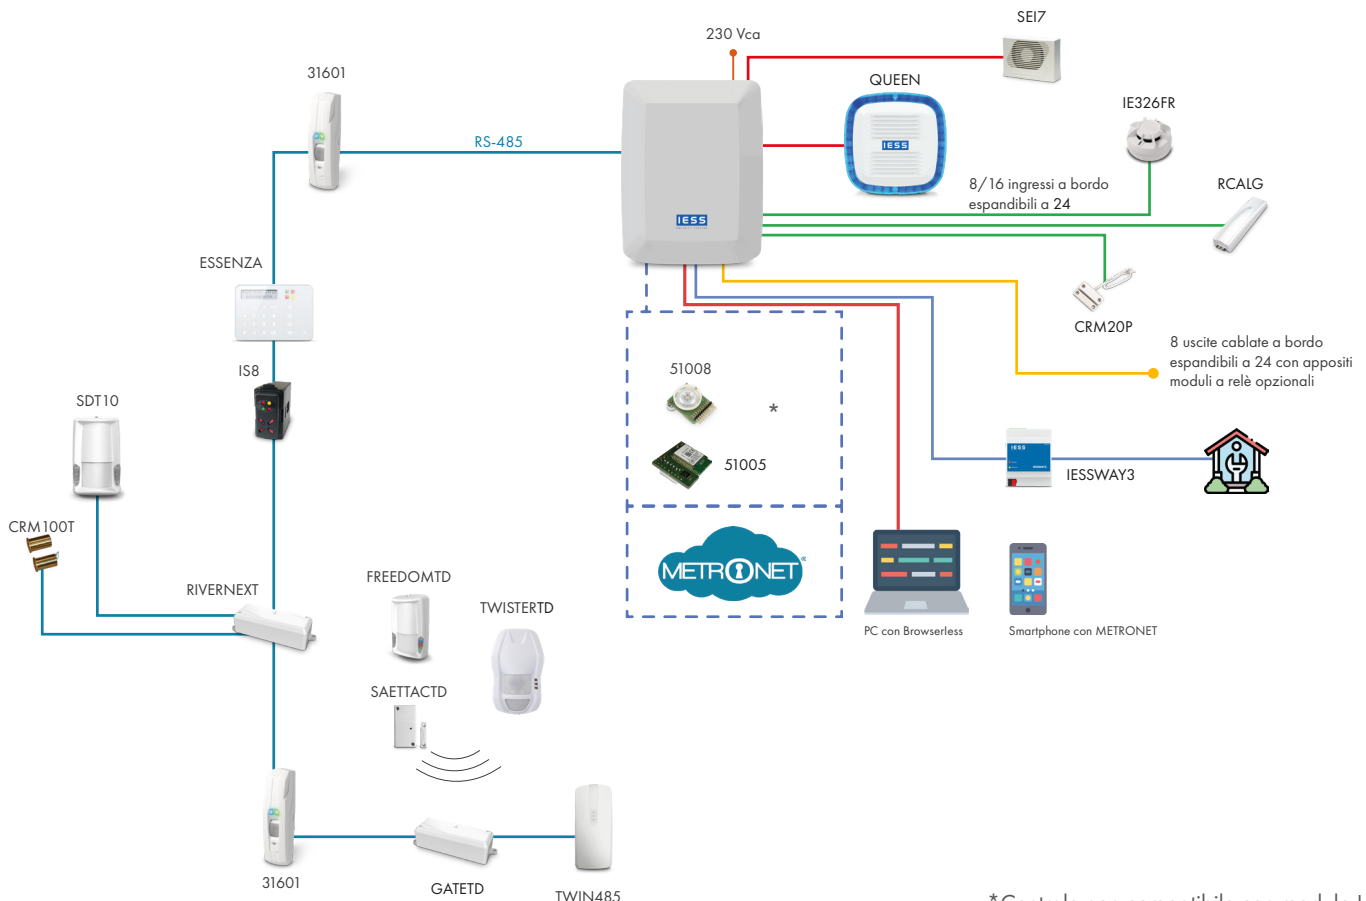 SEI7
230 Vca
31601
QUEEN
IE326FR
RS-485
IESS
8/16 ingressi a bordo
espandibili a 24
RCALG
IESS
ESSENZA
CRM20P
8 uscite cablate a bordo
espandibili a 24 con appositi
moduli a relè opzionali
51008
IS8
SDT10
*
IESS
51005
IESSWAY3
CRM100T
METRONET
RIVERNEXT
FREEDOMTD
TWISTERTD
PC con Browserless
Smartphone con METRONET
SAETTACTD
31601
GATETD
TWIN485